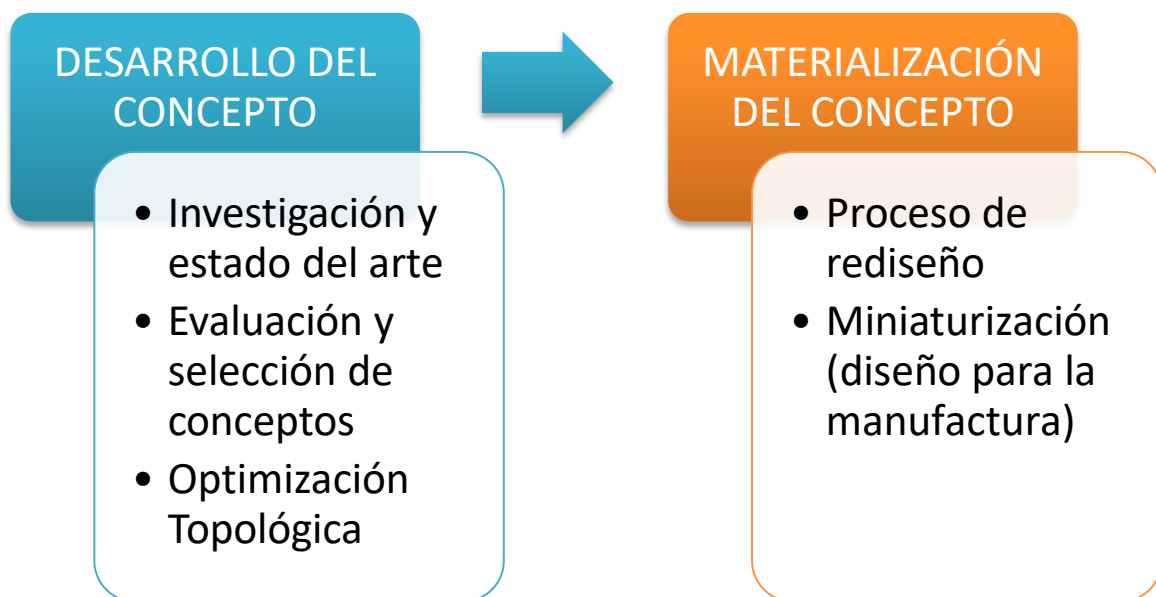 DESARROLLO DEL
CONCEPTO
• Investigación y
estado del arte
• Evaluación y
selección de
conceptos
• Optimización
Topológica
MATERIALIZACIÓN
DEL CONCEPTO
• Proceso de
rediseño
• Miniaturización
(diseño para la
manufactura)